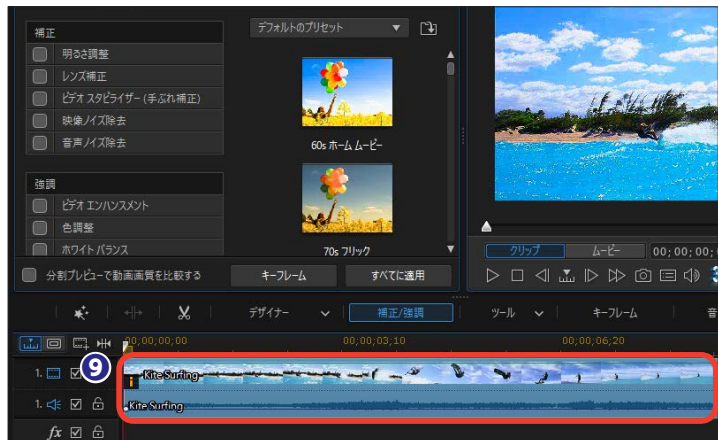 補正
明るさ調整
レンズ補正
ビデオ スタビライザー (手ぶれ補正)
映像ノイズ除去
音声ノイズ除去
強調
ビデオ エンハンスメント
色調整
ホワイト バランス
分割プレビューで動画画質を比較する
デフォルトのプリセット
60s ホーム ムービー
70s フリック
キーフレーム
すべてに適用
クリップ
ムービー
00;00;00;
デザイナー
補正/強調
ツール
キーフレーム
音
00;00;00;00
00;00;03;10
00;00;06;20
1.
9
Kite Surfing
1.
Kite Surfing
fx